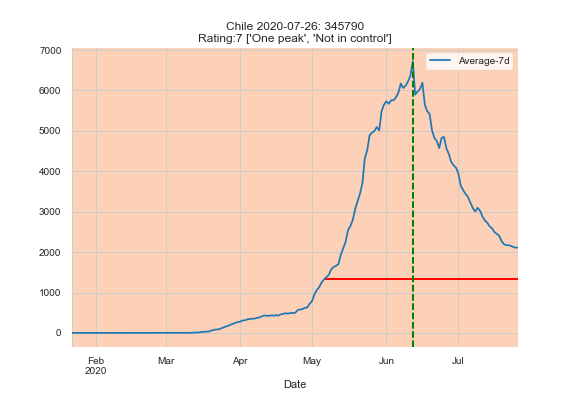 Chile 2020-07-26: 345790
Rating:7 ['One peak', 'Not in control']
Average-7d
7000
6000
5000
4000
3000
2000
1000
0
Feb Mar Apr May Jun Jul
2020
Date